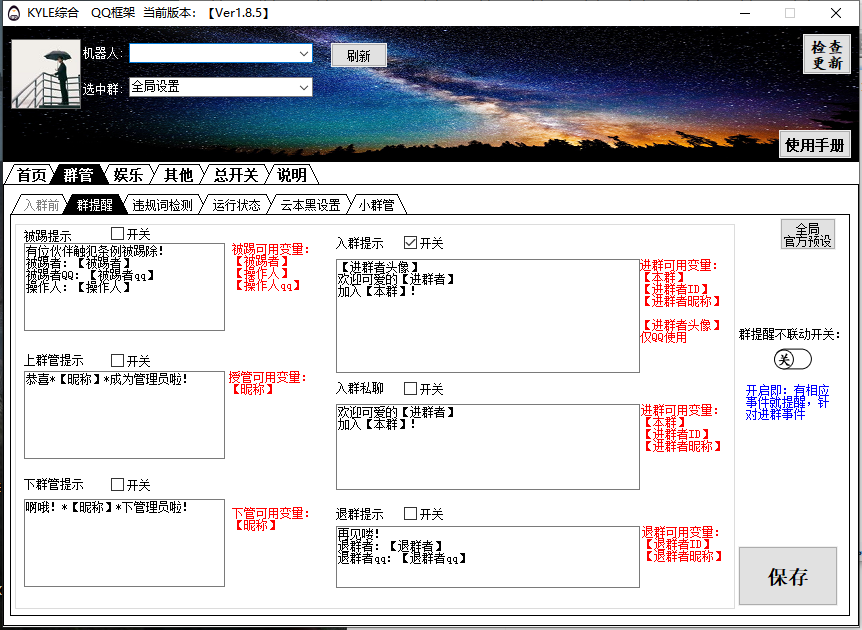 KYLE综合 QQ框架 当前版本: 【Ver1.8.5】
机器人:
刷新
检查
更新
选中群:
全局设置
使用手册
首页 群管 娱乐 其他 总开关 说明
入群前 群提醒 违规词检测 运行状态 云本黑设置 小群管
被踢提示 开关
有位伙伴触犯条例被踢除!
被踢者: 【被踢者】
被踢者QQ: 【被踢者qq】
操作人: 【操作人】
被踢可用变量:
【被踢者】
【操作人】
【操作人qq】
上群管提示 开关
恭喜*【昵称】*成为管理员啦!
授管可用变量:
【昵称】
下群管提示 开关
啊哦! *【昵称】*下管理员啦!
下管可用变量:
【昵称】
入群提示 开关
【进群者头像】
欢迎可爱的【进群者】
加入【本群】!
进群可用变量:
【本群】
【进群者ID】
【进群者昵称】
【进群者头像】
仅QQ使用
入群私聊 开关
欢迎可爱的【进群者】
加入【本群】!
进群可用变量:
【本群】
【进群者ID】
【进群者昵称】
退群提示 开关
再见喽!
退群者: 【退群者】
退群者qq: 【退群者qq】
退群可用变量:
【退群者ID】
【退群者昵称】
全局
官方预设
群提醒不联动开关:
关
开启即: 有相应
事件就提醒, 针
对进群事件
保存